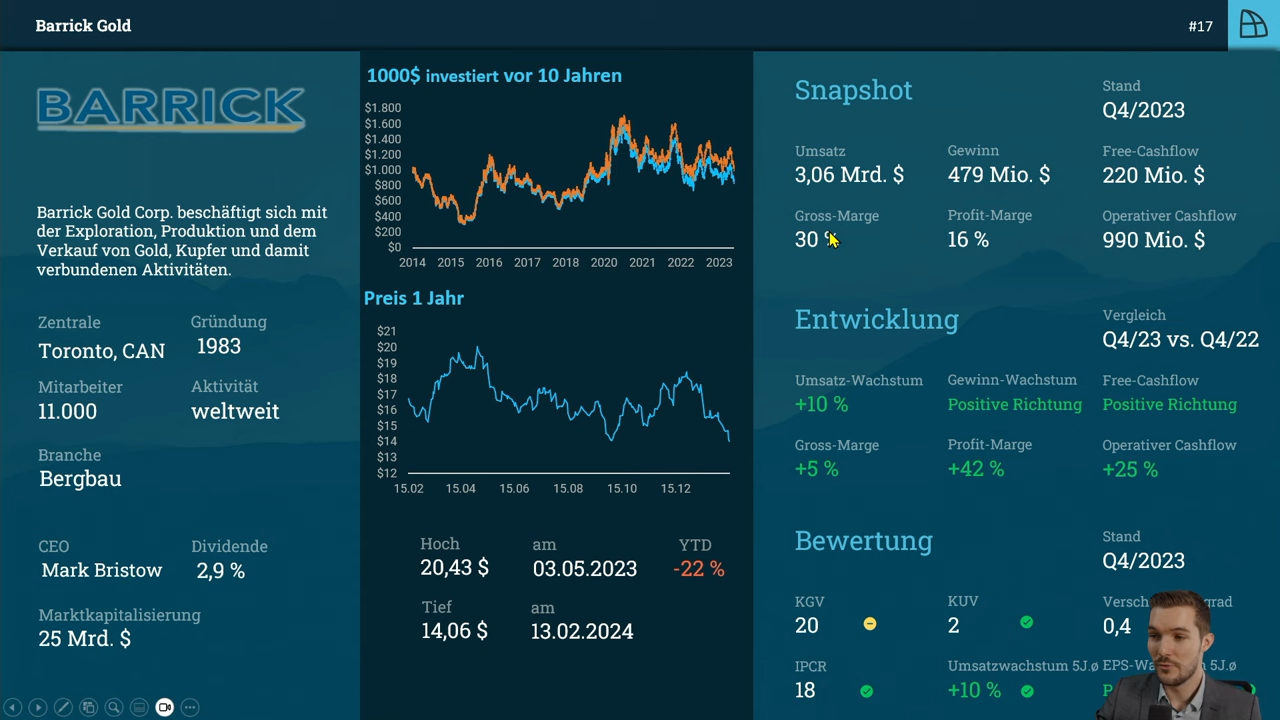 Barrick Gold
#17
BARRICK
Barrick Gold Corp. beschäftigt sich mit
der Exploration, Produktion und dem
Verkauf von Gold, Kupfer und damit
verbundenen Aktivitäten.
Zentrale
Gründung
Toronto, CAN
1983
Mitarbeiter
Aktivität
11.000
weltweit
Branche
Bergbau
CEO
Dividende
Mark Bristow
2,9 %
Marktkapitalisierung
25 Mrd. $
1000$ investiert vor 10 Jahren
$1.800
$1.600
$1.400
$1.200
$1.000
$800
$600
$400
$200
$0
2014 2015 2016 2017 2018 2020 2021 2022 2023
Preis 1 Jahr
$21
$20
$19
$18
$17
$16
$15
$14
$13
$12
15.02 15.04 15.06 15.08 15.10 15.12
Hoch
am
YTD
20,43 $
03.05.2023
-22 %
Tief
am
14,06 $
13.02.2024
Snapshot
Stand
Q4/2023
Umsatz
Gewinn
Free-Cashflow
3,06 Mrd. $
479 Mio. $
220 Mio. $
Gross-Marge
Profit-Marge
Operativer Cashflow
30 %
16 %
990 Mio. $
Entwicklung
Vergleich
Q4/23 vs. Q4/22
Umsatz-Wachstum
Gewinn-Wachstum
Free-Cashflow
+10 %
Positive Richtung
Positive Richtung
Gross-Marge
Profit-Marge
Operativer Cashflow
+5 %
+42 %
+25 %
Bewertung
Stand
Q4/2023
KGV
KUV
20
2
0,4
IPCR
Umsatzwachstum 5J.ø
5J.ø
18
+10 %